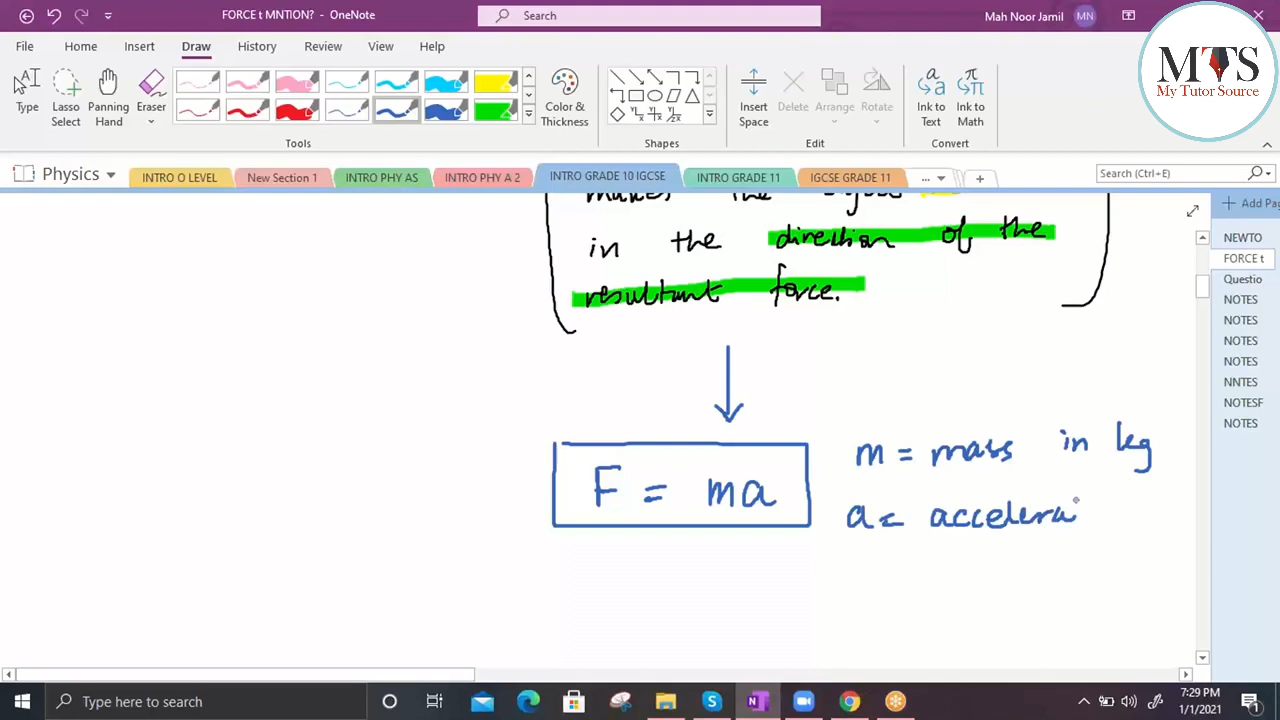 FORCE t MNTION? - OneNote
Search
Mah Noor Jamil
MN
MTS
My Tutor Source
File Home Insert Draw History Review View Help
Type
Lasso Select
Panning Hand
Eraser
Color & Thickness
Insert Space
Delete
Arrange
Rotate
Ink to Text
Ink to Math
Tools
Shapes
Edit
Convert
Physics
INTRO O LEVEL
New Section 1
INTRO PHY AS
INTRO PHY A 2
INTRO GRADE 10 IGCSE
INTRO GRADE 11
IGCSE GRADE 11
...
Search (Ctrl+E)
Add Pag
NEWTO
FORCE t
Questio
NOTES
NOTES
NOTES
NOTES
NNTES
NOTESF
NOTES
makes the
in the direction of the
resultant force.
F = ma
m = mass in kg
a = accelera
Type here to search
7:29 PM
1/1/2021